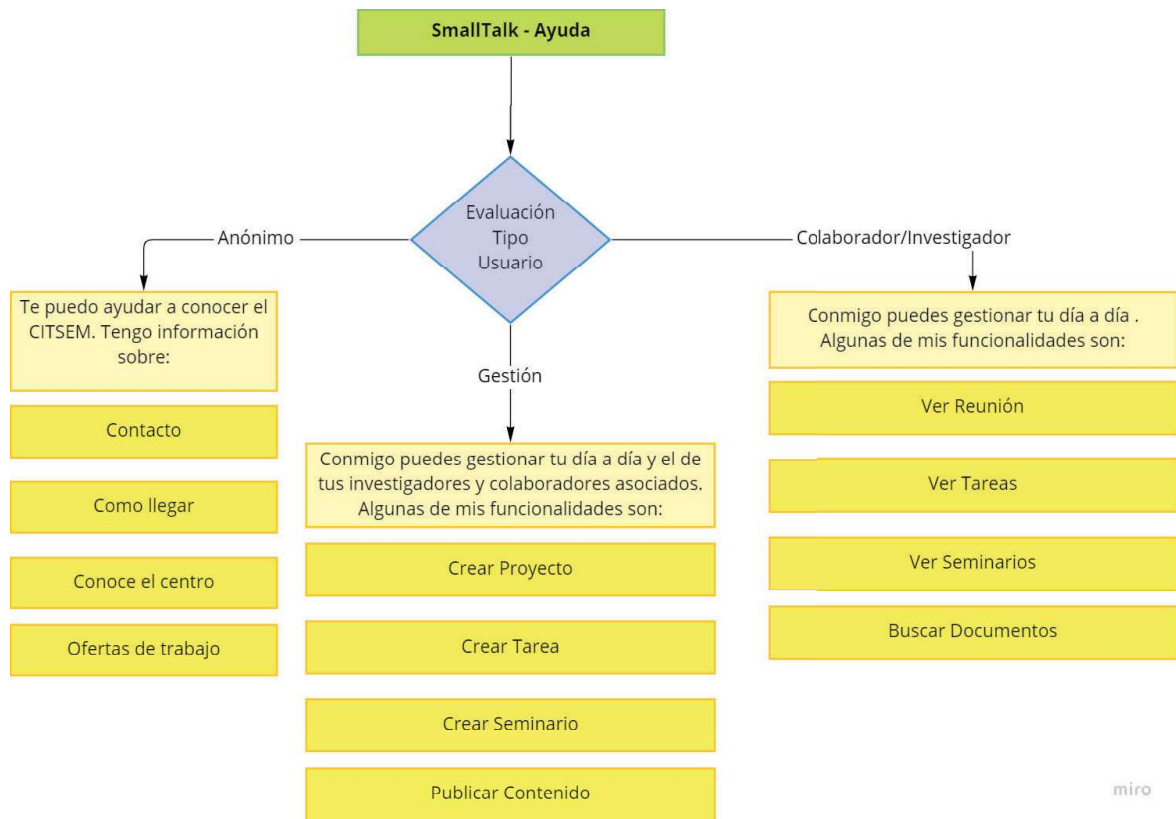 SmallTalk - Ayuda
Evaluación
Tipo
Usuario
Anónimo
Colaborador/Investigador
Gestión
Te puedo ayudar a conocer el
CITSEM. Tengo información
sobre:
Contacto
Como llegar
Conoce el centro
Ofertas de trabajo
Conmigo puedes gestionar tu día a día y el de
tus investigadores y colaboradores asociados.
Algunas de mis funcionalidades son:
Crear Proyecto
Crear Tarea
Crear Seminario
Publicar Contenido
Conmigo puedes gestionar tu día a día .
Algunas de mis funcionalidades son:
Ver Reunión
Ver Tareas
Ver Seminarios
Buscar Documentos
miro